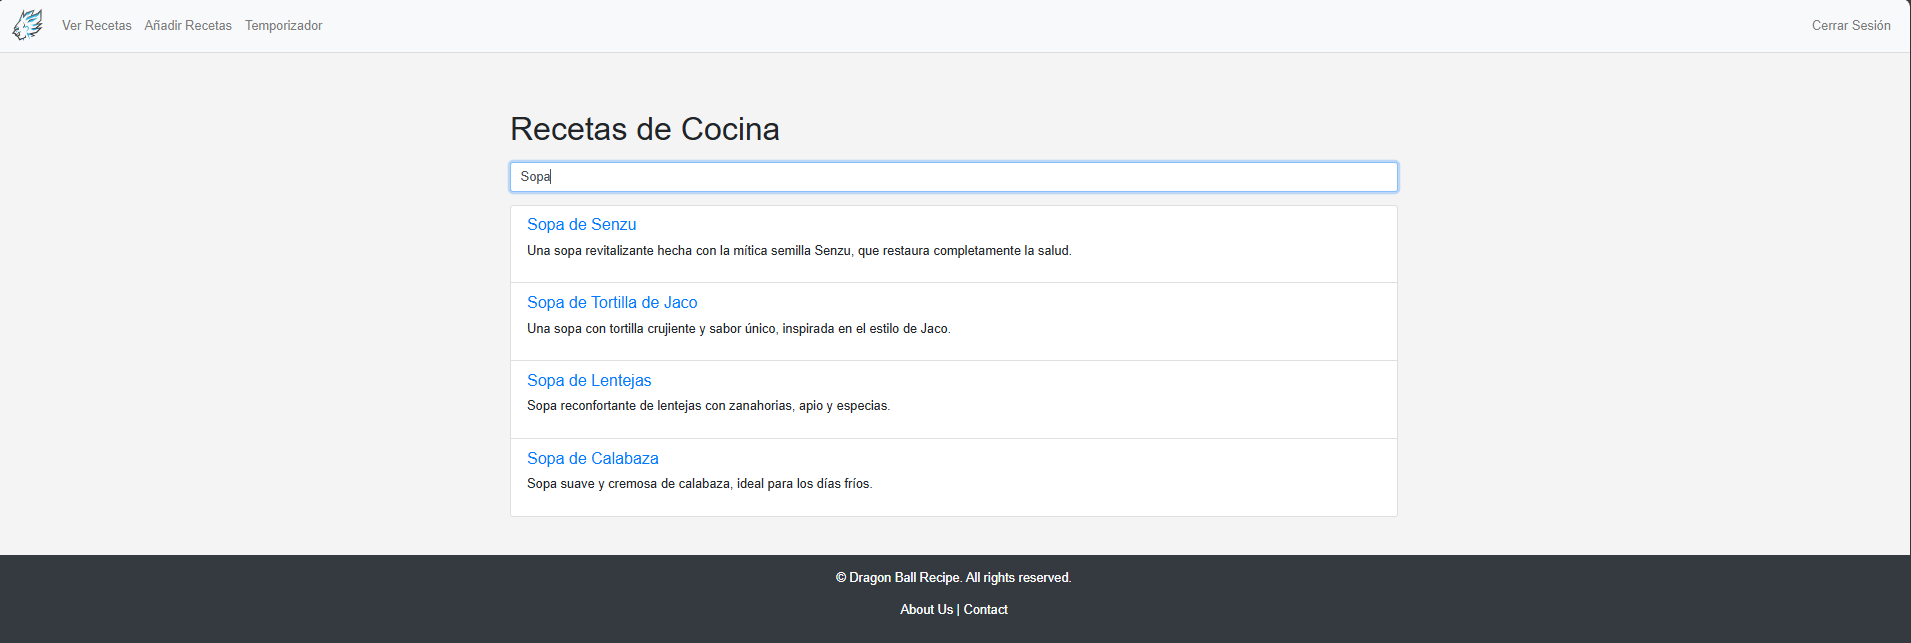 Ver Recetas Añadir Recetas Temporizador Cerrar Sesión
Recetas de Cocina
Sopa
Sopa de Senzu
Una sopa revitalizante hecha con la mítica semilla Senzu, que restaura completamente la salud.
Sopa de Tortilla de Jaco
Una sopa con tortilla crujiente y sabor único, inspirada en el estilo de Jaco.
Sopa de Lentejas
Sopa reconfortante de lentejas con zanahorias, apio y especias.
Sopa de Calabaza
Sopa suave y cremosa de calabaza, ideal para los días fríos.
© Dragon Ball Recipe. All rights reserved.
About Us | Contact